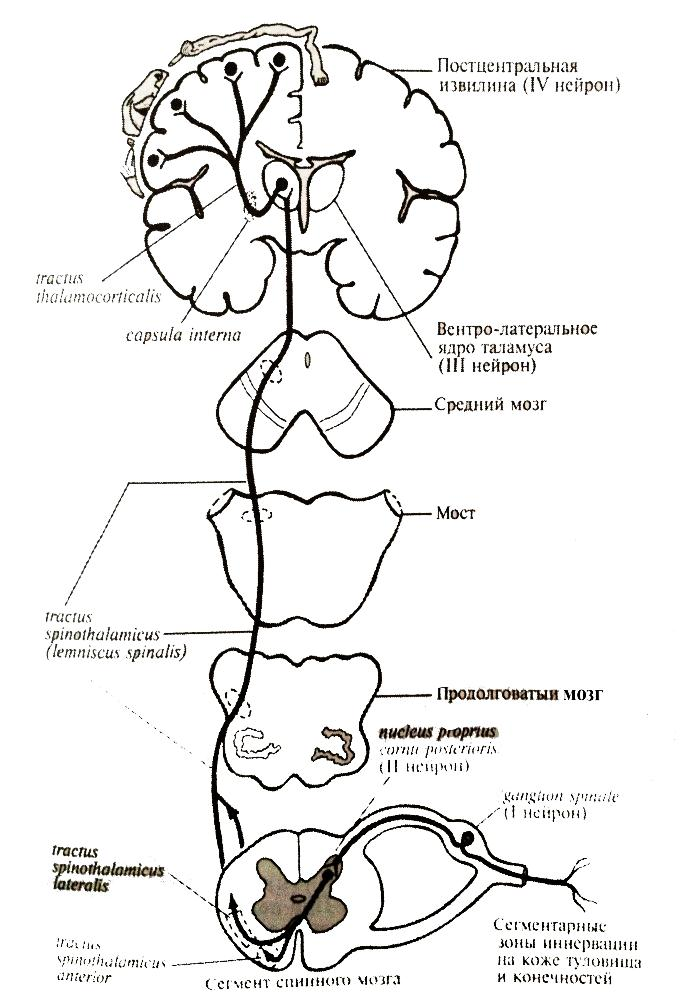 Постцентральная
извилина (IV нейрон)
tractus
thalamocorticalis
capsula interna
Вентро-латеральное
ядро таламуса
(III нейрон)
Средний мозг
Мост
tractus
spinothalamicus
(lemniscus spinalis)
Продолговатый мозг
nucleus proprius
cornu posterioris
(II нейрон)
ganglion spinale
(I нейрон)
tractus
spinothalamicus
lateralis
tractus
spinothalamicus
anterior
Сегмент спинного мозга
Сегментарные
зоны иннервации
на коже туловища
и конечностей